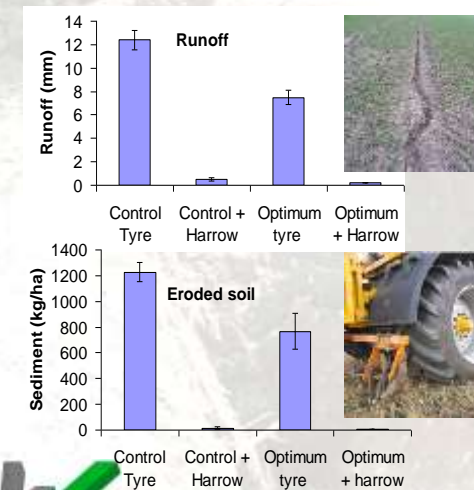 14
12
10
8
6
4
2
0
Runoff (mm)
Runoff
Control Tyre
Control + Harrow
Optimum tyre
Optimum + Harrow
1400
1200
1000
800
600
400
200
0
Sediment (kg/ha)
Eroded soil
Control Tyre
Control + Harrow
Optimum tyre
Optimum + harrow